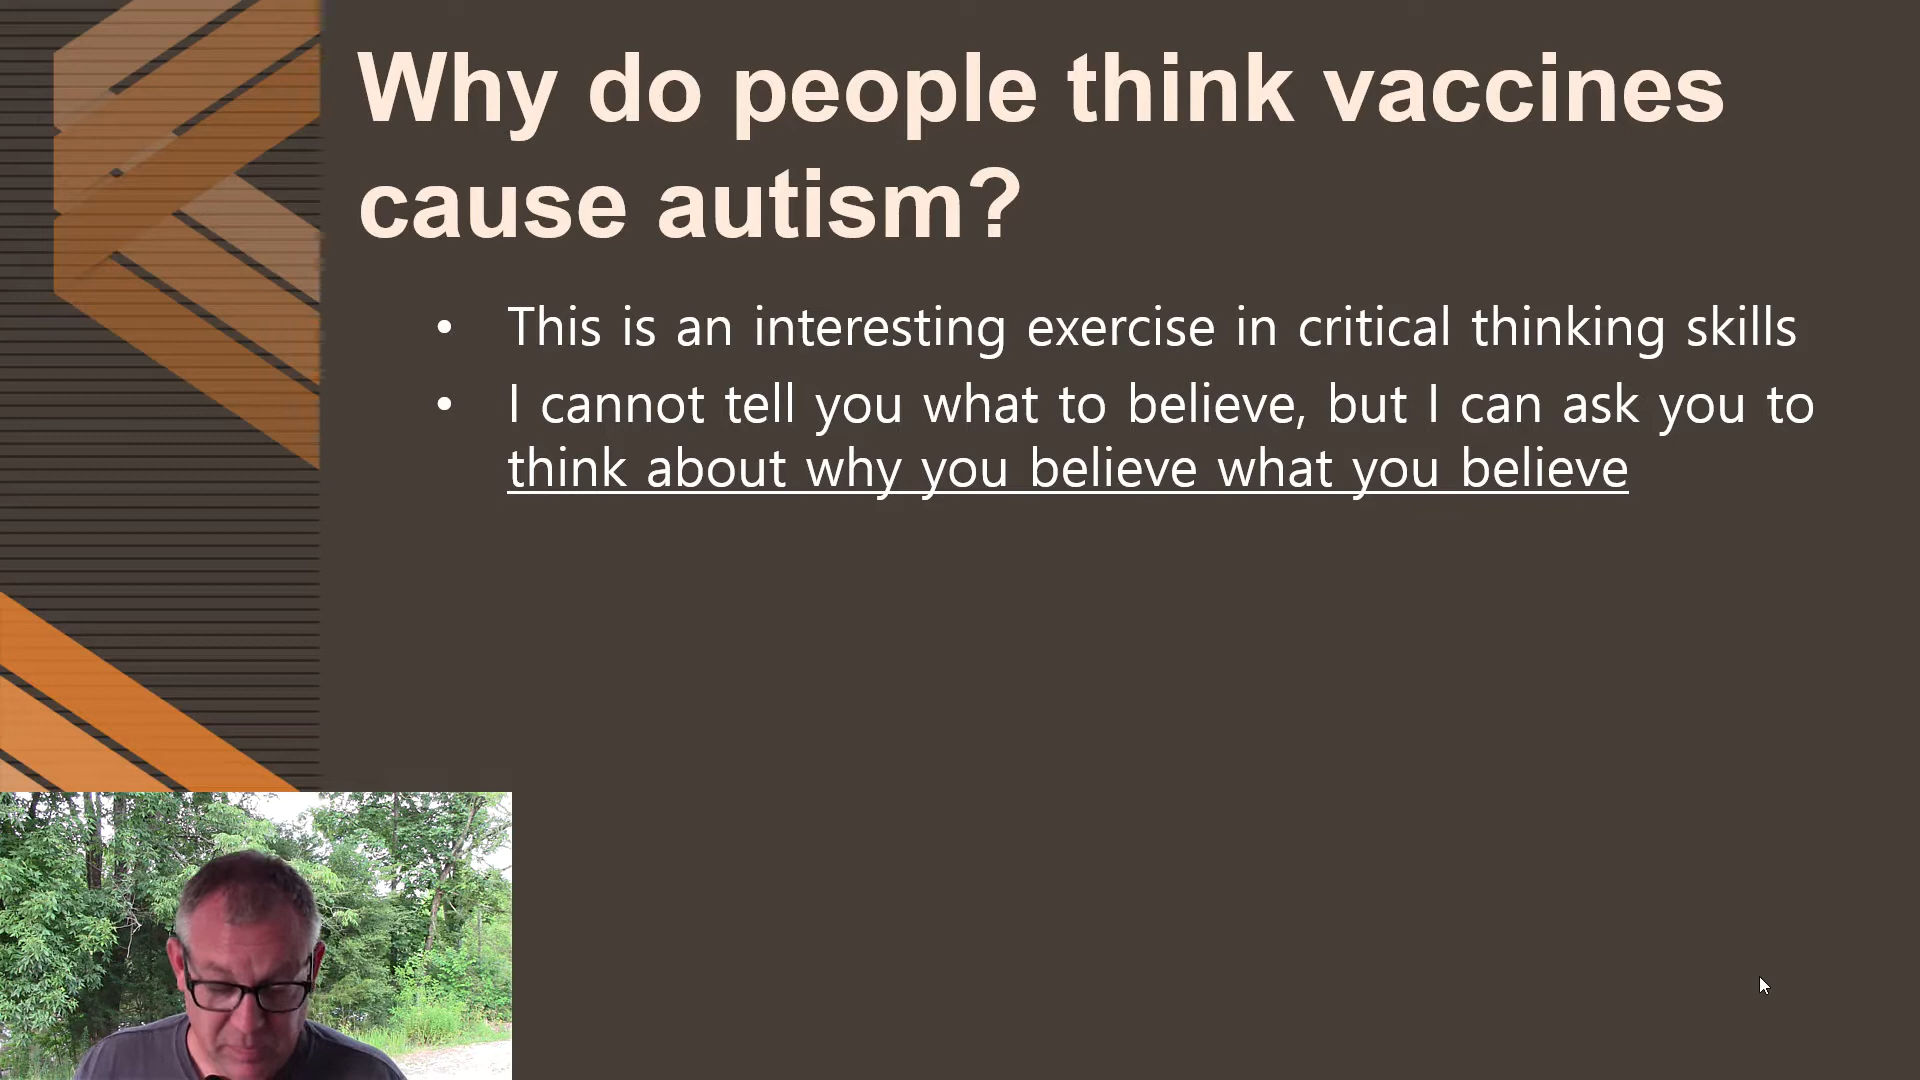 Why do people think vaccines
cause autism?
• This is an interesting exercise in critical thinking skills
• I cannot tell you what to believe, but I can ask you to
think about why you believe what you believe